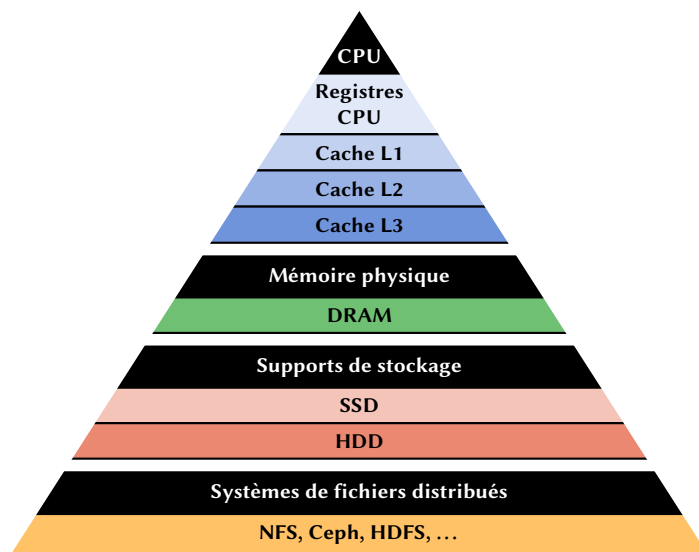 CPU
Registres
CPU
Cache L1
Cache L2
Cache L3
Mémoire physique
DRAM
Supports de stockage
SSD
HDD
Systèmes de fichiers distribués
NFS, Ceph, HDFS, …